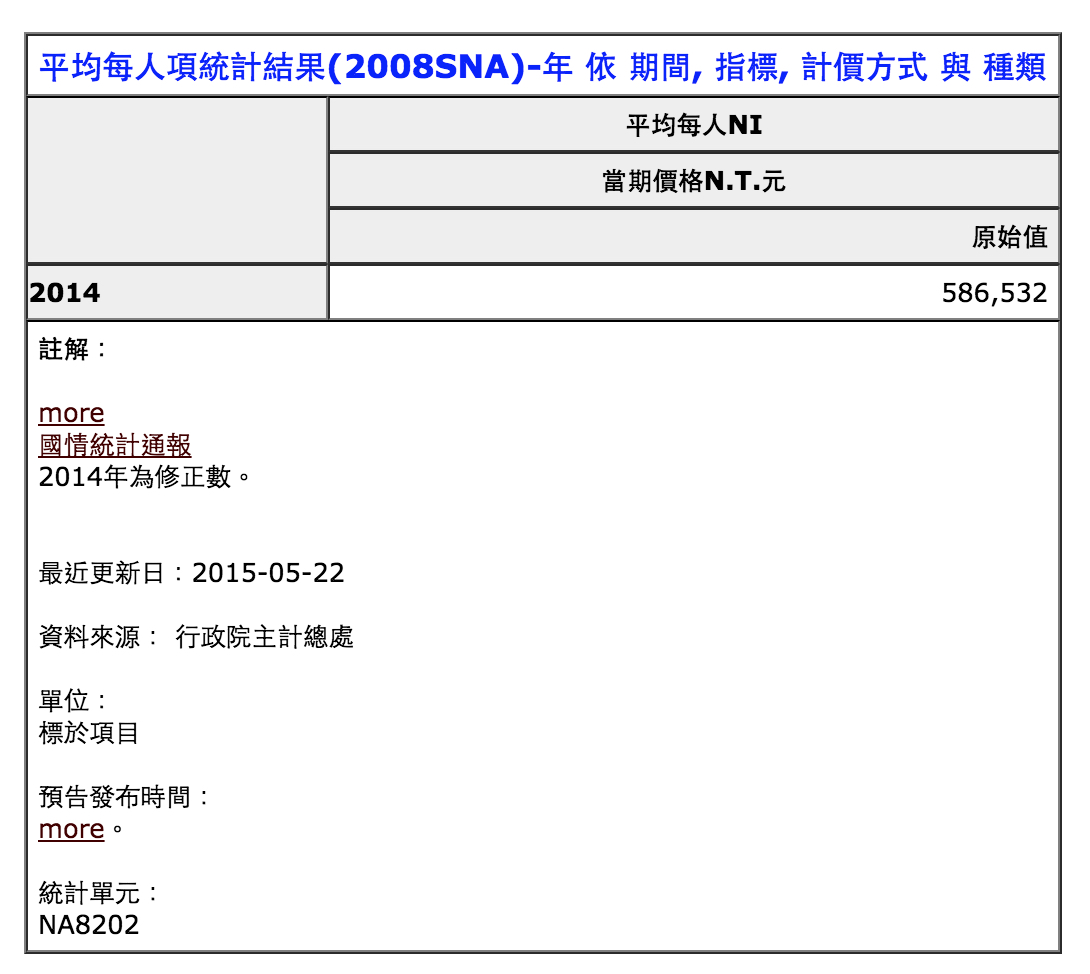 平均每人項統計結果(2008SNA)-年 依 期間, 指標, 計價方式 與 種類
平均每人NI
當期價格N.T.元
原始值
2014 586,532
註解：
more
國情統計通報
2014年為修正數。
最近更新日：2015-05-22
資料來源： 行政院主計總處
單位：
標於項目
預告發布時間：
more。
統計單元：
NA8202